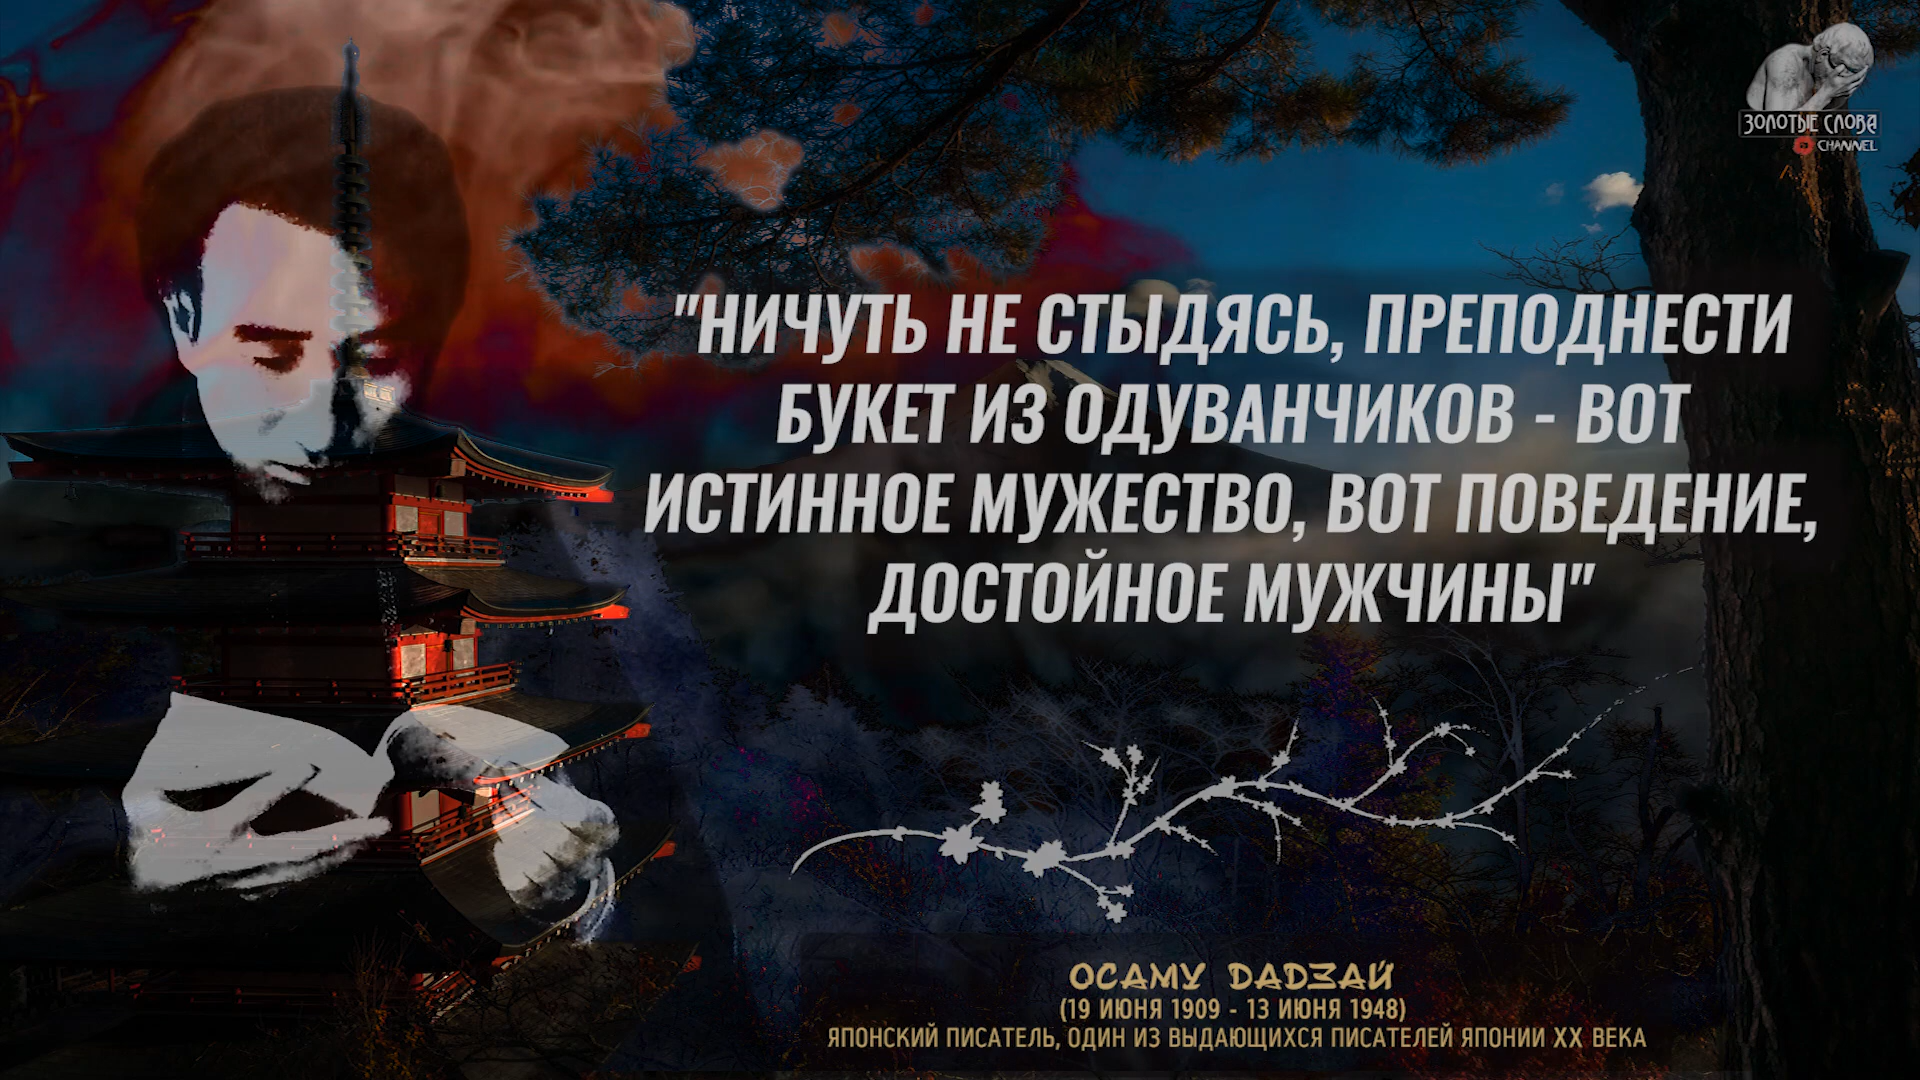 ЗОЛОТЫЕ СЛОВА
CHANNEL
"НИЧУТЬ НЕ СТЫДЯСЬ, ПРЕПОДНЕСТИ
БУКЕТ ИЗ ОДУВАНЧИКОВ - ВОТ
ИСТИННОЕ МУЖЕСТВО, ВОТ ПОВЕДЕНИЕ,
ДОСТОЙНОЕ МУЖЧИНЫ"
ОСАМУ ДАДЗАЙ
(19 ИЮНЯ 1909 - 13 ИЮНЯ 1948)
ЯПОНСКИЙ ПИСАТЕЛЬ, ОДИН ИЗ ВЫДАЮЩИХСЯ ПИСАТЕЛЕЙ ЯПОНИИ XX ВЕКА